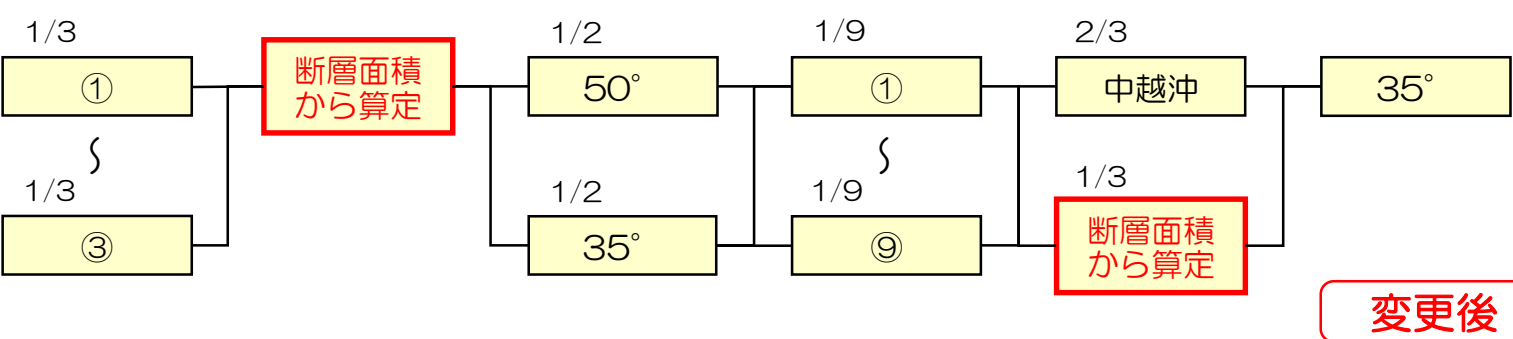 1/3
①
〜
1/3
③
断層面積
から算定
1/2
50°
1/2
35°
1/9
①
〜
1/9
⑨
2/3
中越沖
1/3
断層面積
から算定
35°
変更後